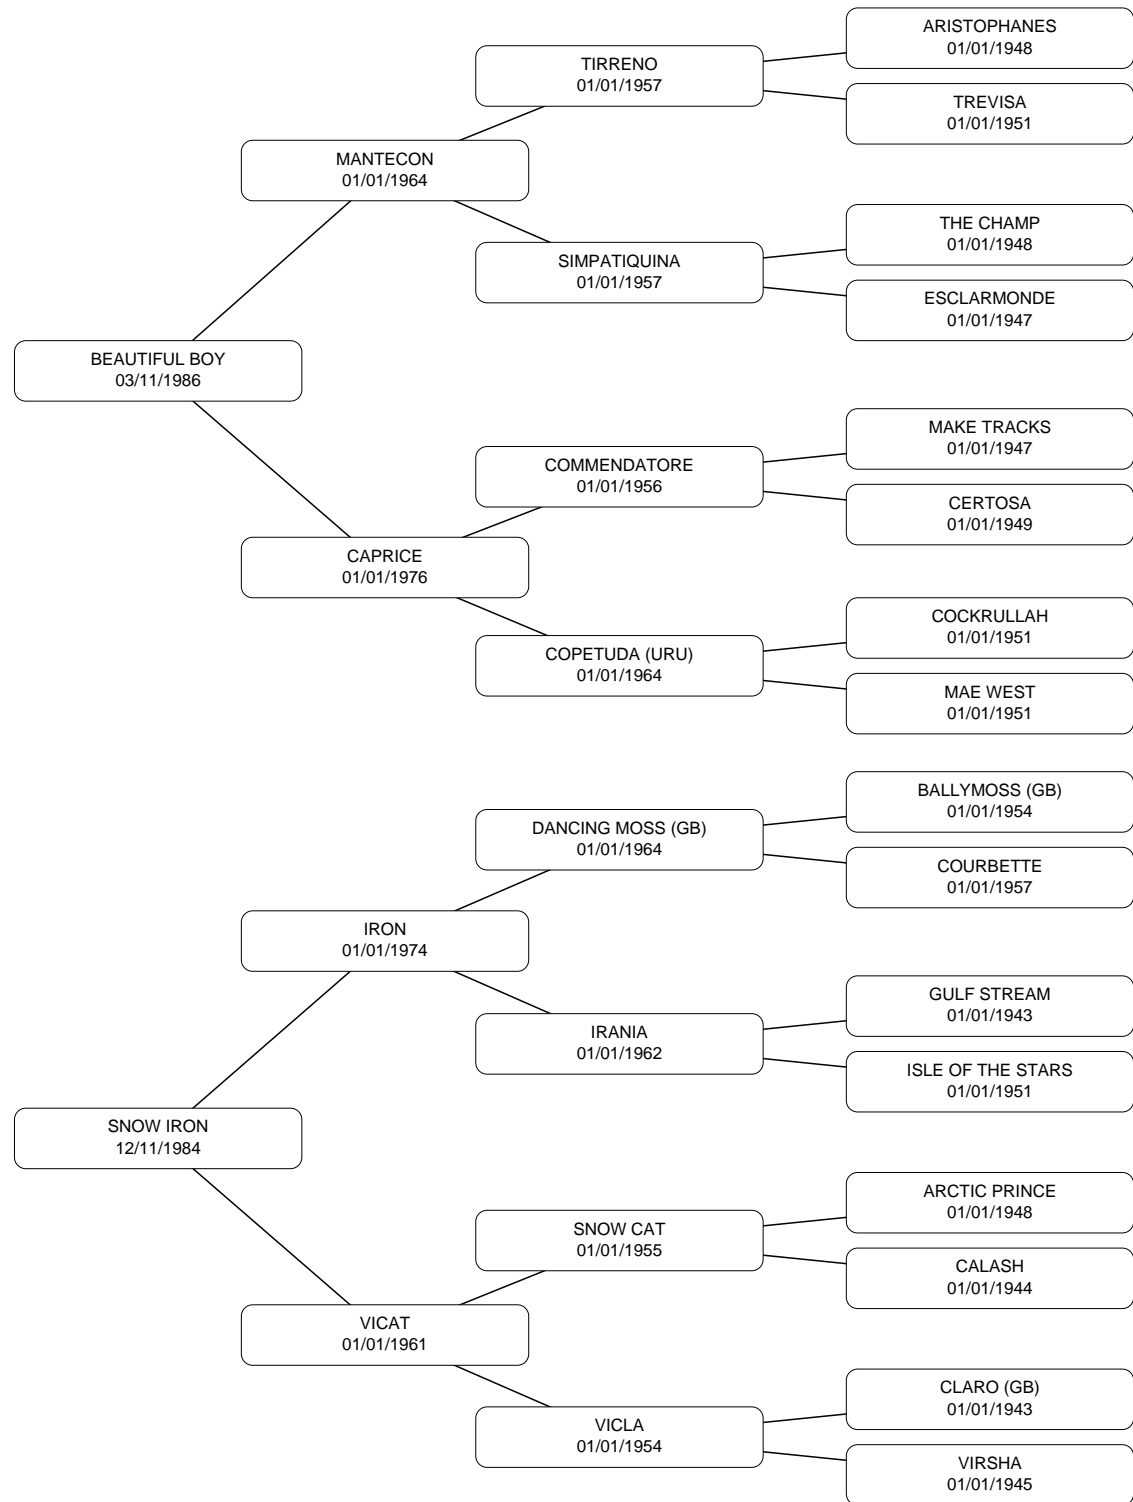 ARISTOPHANES
01/01/1948
TIRRENO
01/01/1957
TREVISA
01/01/1951
MANTECON
01/01/1964
THE CHAMP
01/01/1948
SIMPATIQUINA
01/01/1957
ESCLARMONDE
01/01/1947
BEAUTIFUL BOY
03/11/1986
MAKE TRACKS
01/01/1947
COMMENDATORE
01/01/1956
CERTOSA
01/01/1949
CAPRICE
01/01/1976
COCKRULLAH
01/01/1951
COPETUDA (URU)
01/01/1964
MAE WEST
01/01/1951
BALLYMOSS (GB)
01/01/1954
DANCING MOSS (GB)
01/01/1964
COURBETTE
01/01/1957
IRON
01/01/1974
GULF STREAM
01/01/1943
IRANIA
01/01/1962
ISLE OF THE STARS
01/01/1951
SNOW IRON
12/11/1984
ARCTIC PRINCE
01/01/1948
SNOW CAT
01/01/1955
CALASH
01/01/1944
VICAT
01/01/1961
CLARO (GB)
01/01/1943
VICLA
01/01/1954
VIRSHA
01/01/1945